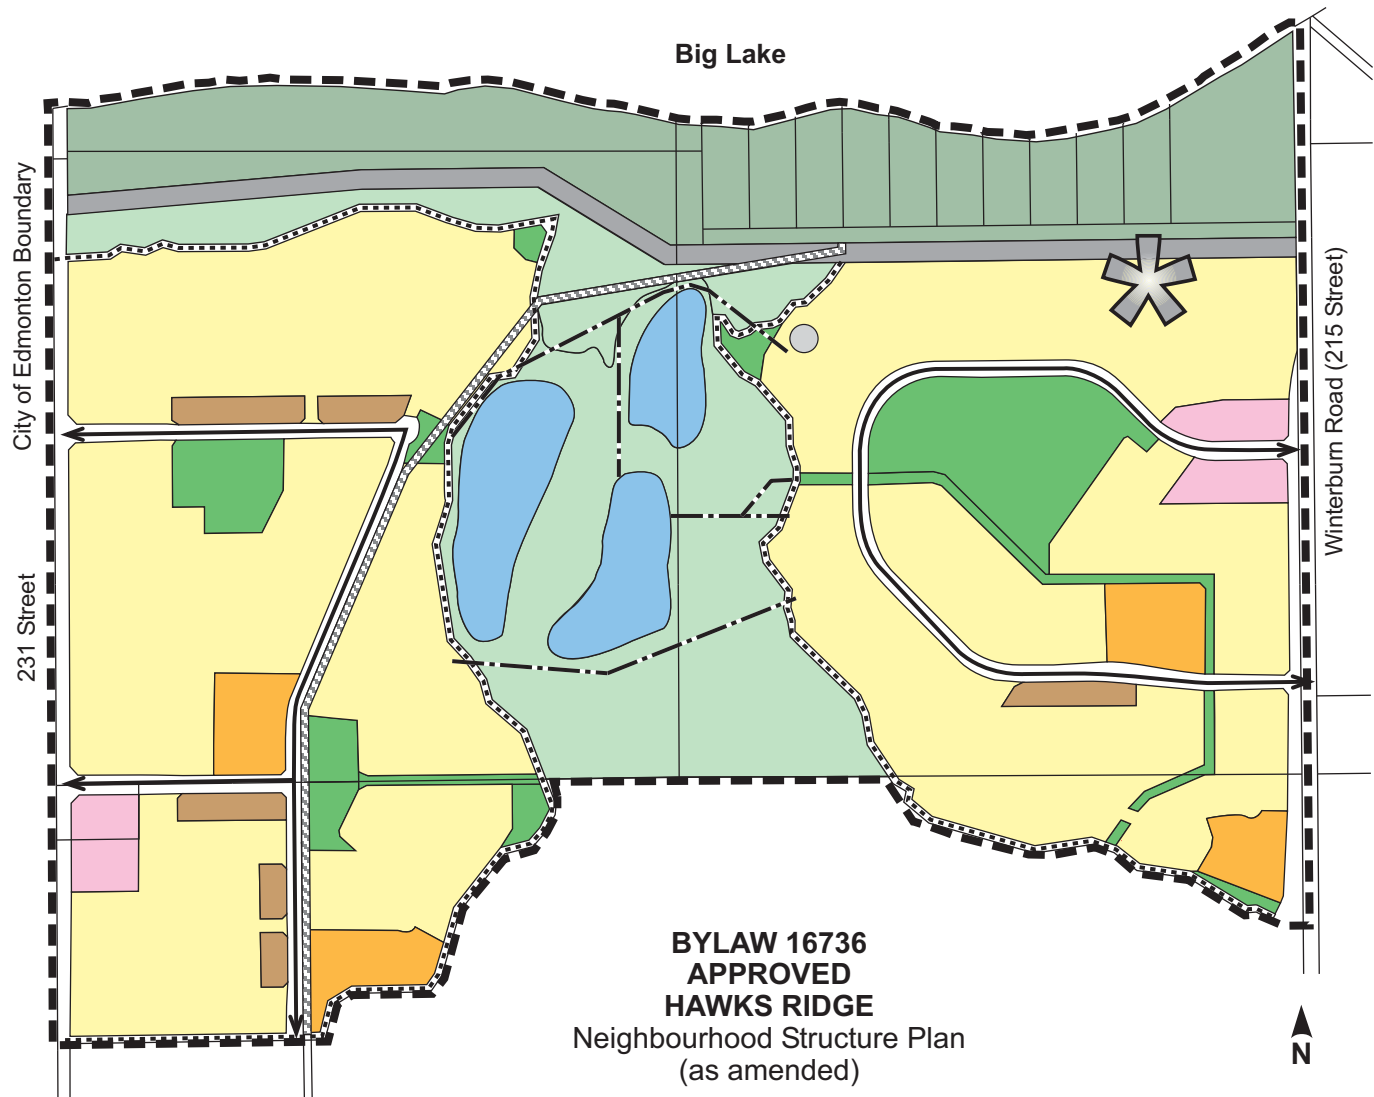 Big Lake
City of Edmonton Boundary
231 Street
Winterburn Road (215 Street)
BYLAW 16736
APPROVED
HAWKS RIDGE
Neighbourhood Structure Plan
(as amended)
N